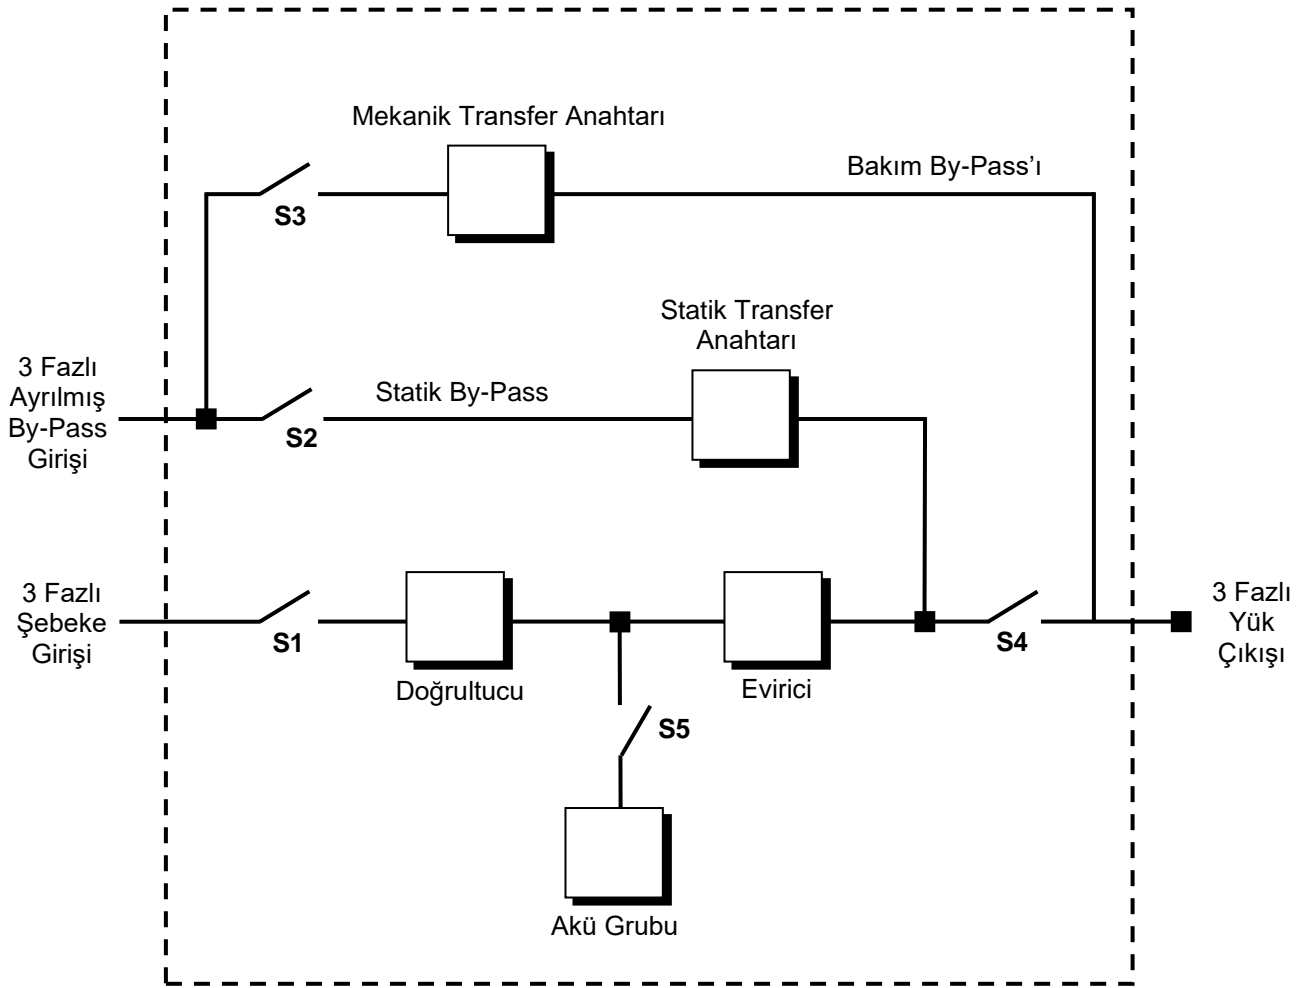 Mekanik Transfer Anahtarı
Bakım By-Pass’ı
S3
Statik Transfer
Anahtarı
3 Fazlı
Ayrılmış
By-Pass
Girişi
Statik By-Pass
S2
3 Fazlı
Şebeke
Girişi
S1
Doğrultucu
Evirici
S4
3 Fazlı
Yük
Çıkışı
S5
Akü Grubu